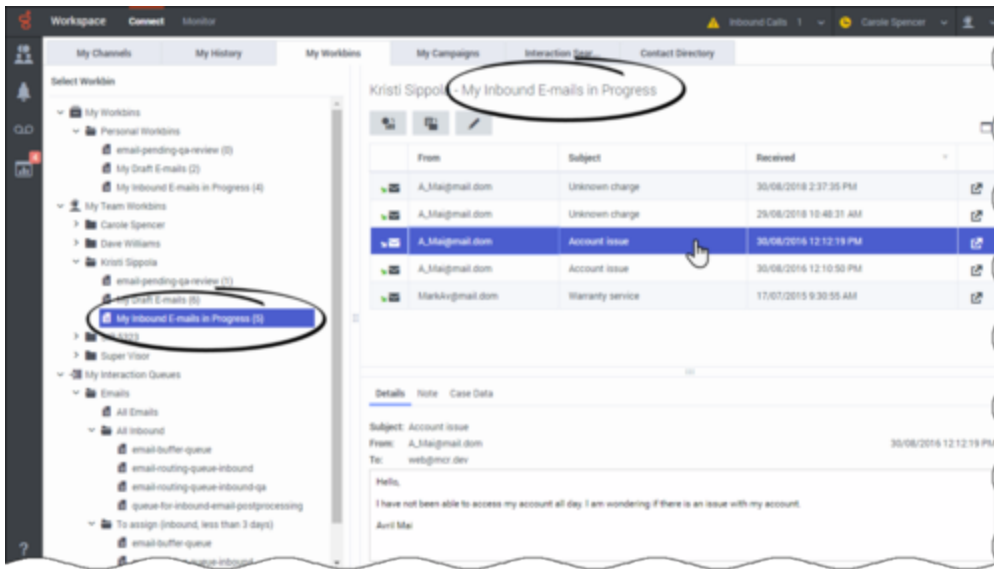 Workspace Connect Monitor Inbound Calls 1 Carole Spencer
My Channels My History My Workbins My Campaigns Interaction Sear... Contact Directory
Select Workbin
My Workbins
Personal Workbins
email-pending-qa-review (0)
My Draft E-mails (2)
My Inbound E-mails in Progress (4)
My Team Workbins
Carole Spencer
Dave Williams
Kristi Sippola
email-pending-qa-review (1)
My Draft E-mails (6)
My Inbound E-mails in Progress (5)
Super Visor
My Interaction Queues
Emails
All Emails
All Inbound
email-buffer-queue
email-routing-queue-inbound
email-routing-queue-inbound-qa
queue-for-inbound-email-postprocessing
To assign (inbound, less than 3 days)
email-buffer-queue
Kristi Sippola - My Inbound E-mails in Progress
From Subject Received
A_Mai@mail.dom Unknown charge 30/08/2018 2:37:35 PM
A_Mai@mail.dom Unknown charge 29/08/2018 10:48:31 AM
A_Mai@mail.dom Account issue 30/08/2016 12:12:19 PM
A_Mai@mail.dom Account issue 30/08/2016 12:10:50 PM
MarkAv@mail.dom Warranty service 17/07/2015 9:30:55 AM
Details Note Case Data
Subject: Account issue
From: A_Mai@mail.dom 30/08/2016 12:12:19 PM
To: web@mcr.dev
Hello,
I have not been able to access my account all day. I am wondering if there is an issue with my account.
Avril Mai